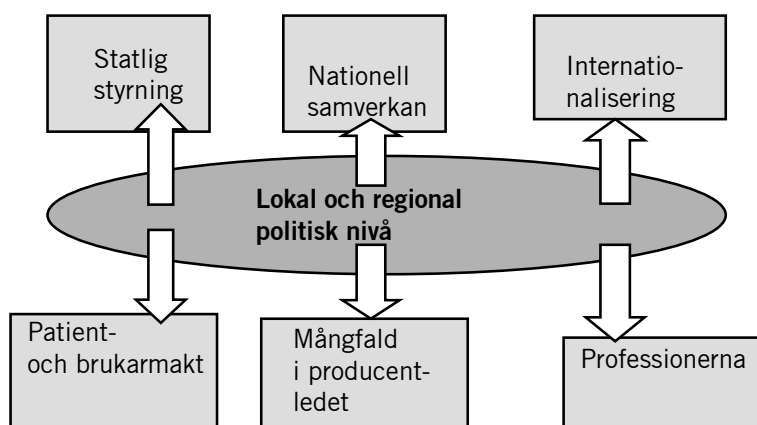 Statlig
styrning
Nationell
samverkan
Internatio-
nalisering
Lokal och regional
politisk nivå
Patient-
och brukarmakt
Mångfald
i producent-
ledet
Professionerna